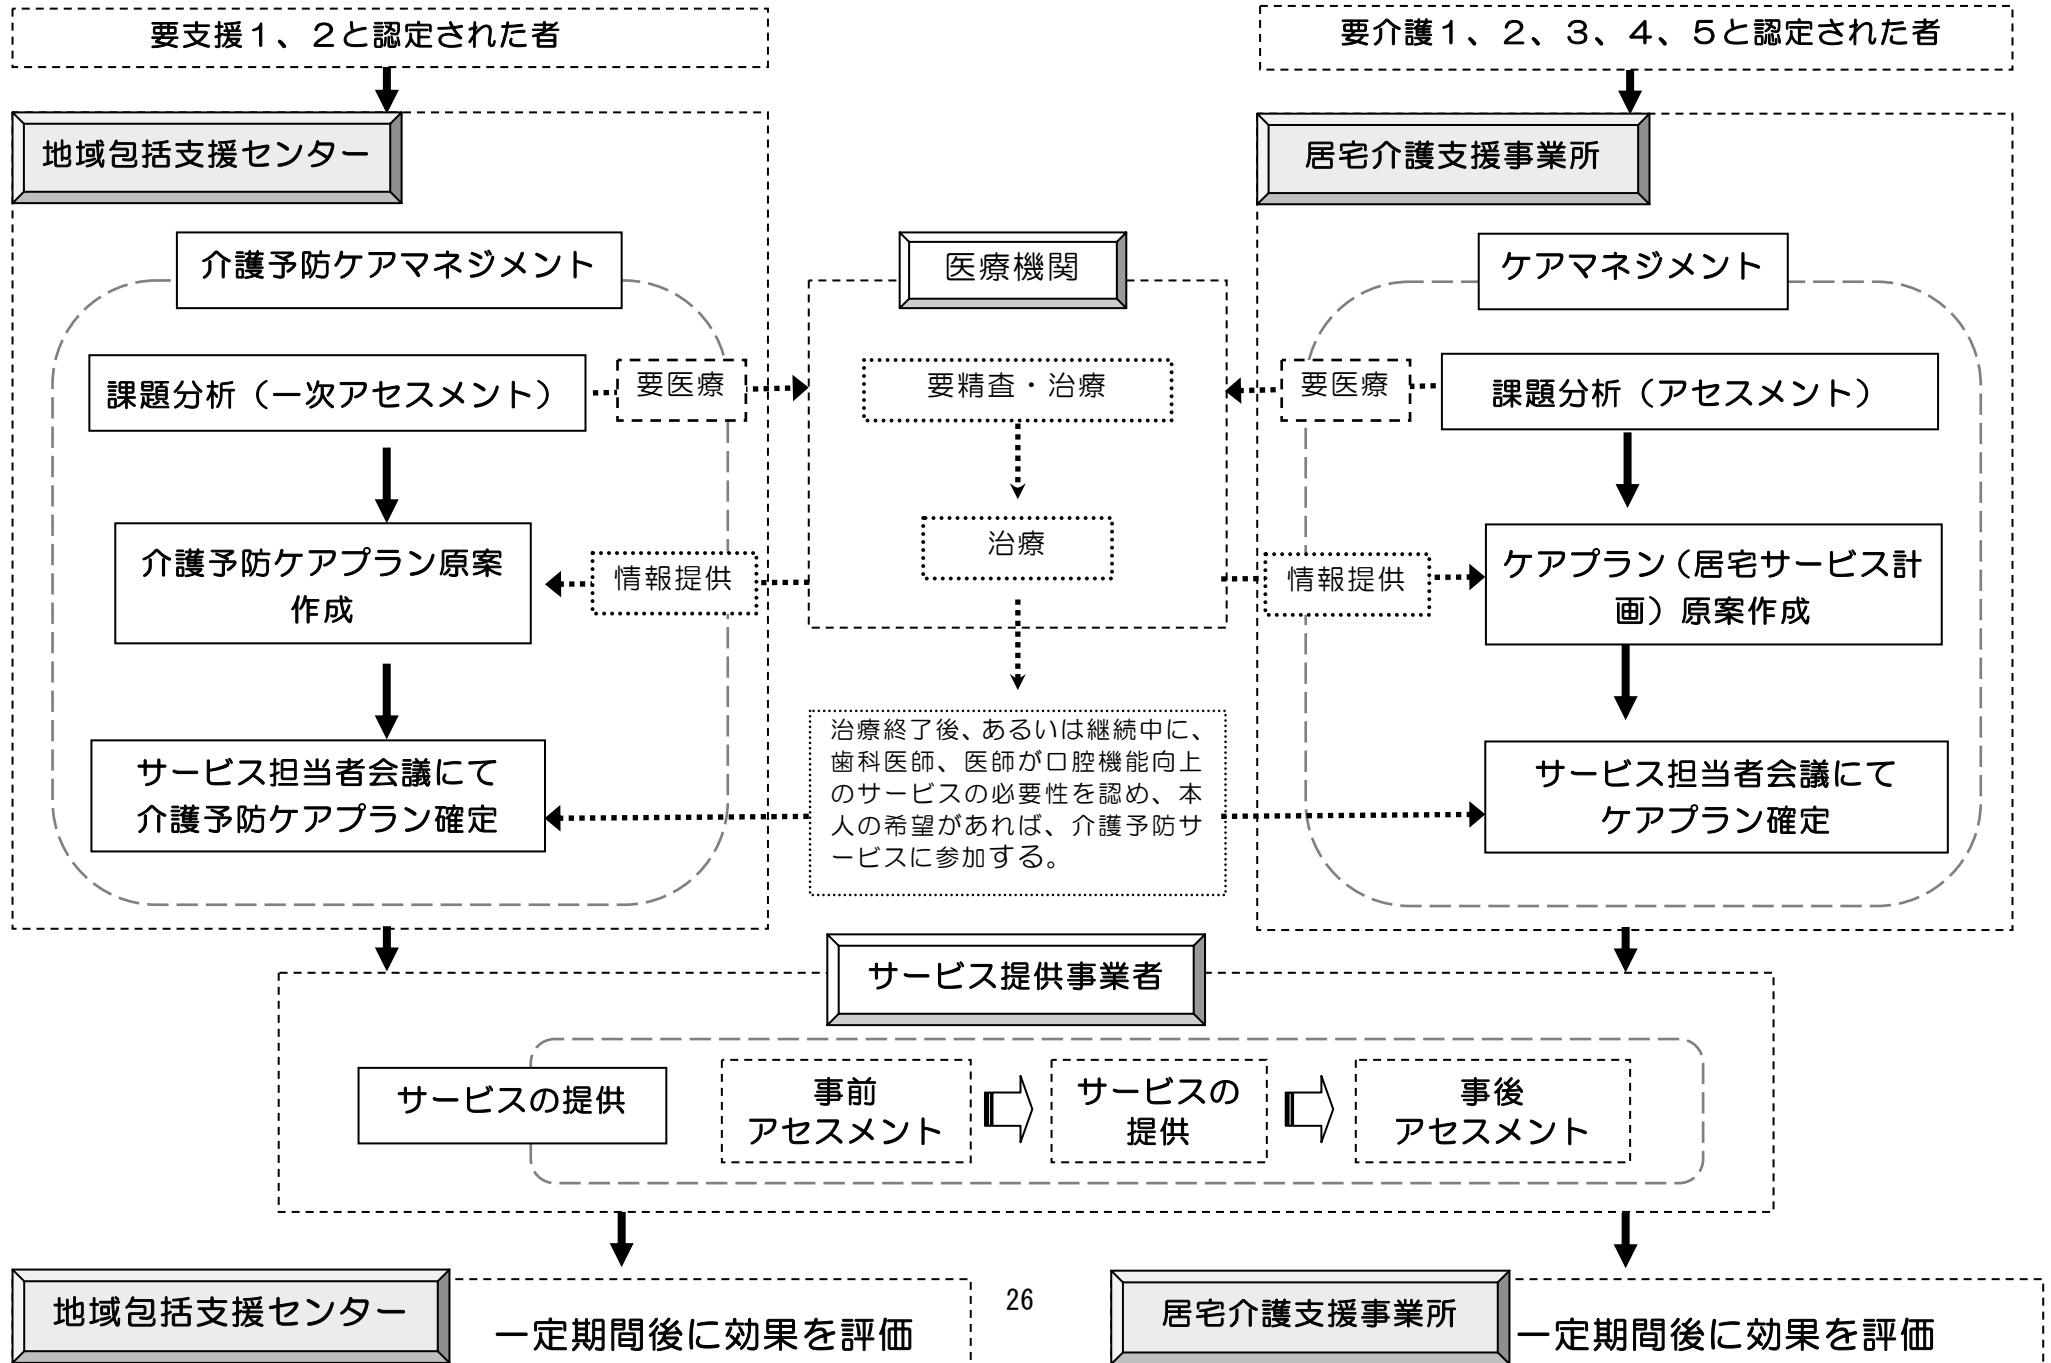 要支援１、２と認定された者
要介護１、２、３、４、５と認定された者
地域包括支援センター
居宅介護支援事業所
介護予防ケアマネジメント
医療機関
ケアマネジメント
課題分析（一次アセスメント）
要医療
要精査・治療
要医療
課題分析（アセスメント）
介護予防ケアプラン原案
作成
情報提供
治療
情報提供
ケアプラン（居宅サービス計
画）原案作成
サービス担当者会議にて
介護予防ケアプラン確定
治療終了後、あるいは継続中に、
歯科医師、医師が口腔機能向上
のサービスの必要性を認め、本
人の希望があれば、介護予防サ
ービスに参加する。
サービス担当者会議にて
ケアプラン確定
サービス提供事業者
サービスの提供
事前
アセスメント
サービスの
提供
事後
アセスメント
地域包括支援センター
一定期間後に効果を評価
26
居宅介護支援事業所
一定期間後に効果を評価